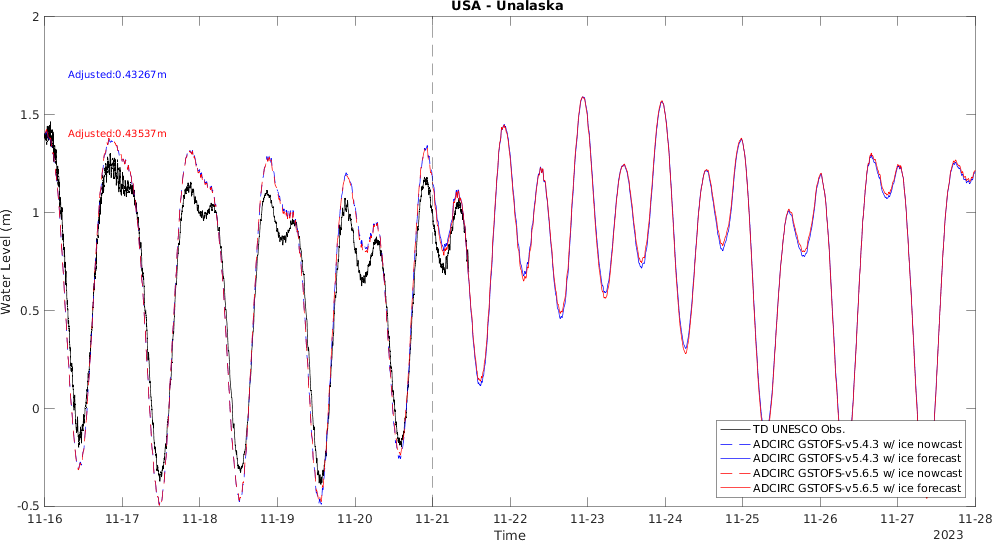 USA - Unalaska
2
1.5
1
0.5
0
-0.5
Water Level (m)
Adjusted:0.43267m
Adjusted:0.43537m
TD UNESCO Obs.
ADCIRC GSTOFS-v5.4.3 w/ ice nowcast
ADCIRC GSTOFS-v5.4.3 w/ ice forecast
ADCIRC GSTOFS-v5.6.5 w/ ice nowcast
ADCIRC GSTOFS-v5.6.5 w/ ice forecast
11-16 11-17 11-18 11-19 11-20 11-21 11-22 11-23 11-24 11-25 11-26 11-27 11-28
Time
2023